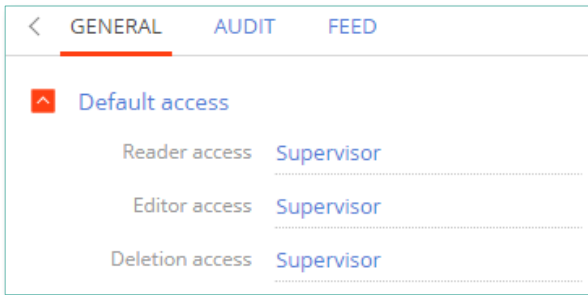 GENERAL AUDIT FEED
Default access
Reader access Supervisor
Editor access Supervisor
Deletion access Supervisor